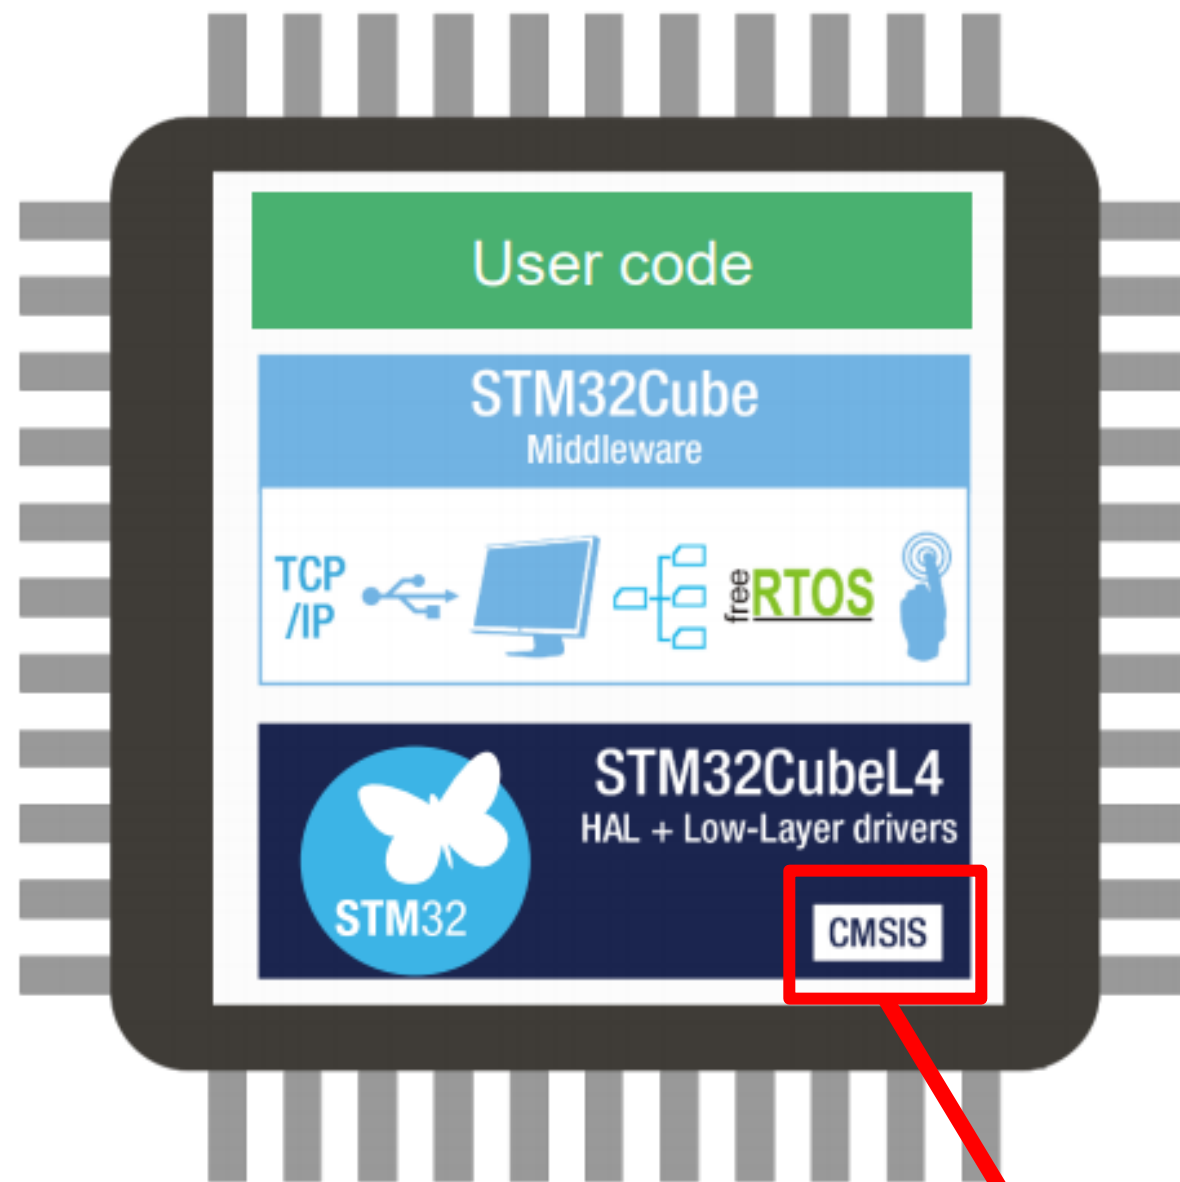 User code
STM32Cube
Middleware
TCP
/IP
free
RTOS
STM32CubeL4
HAL + Low-Layer drivers
STM32
CMSIS